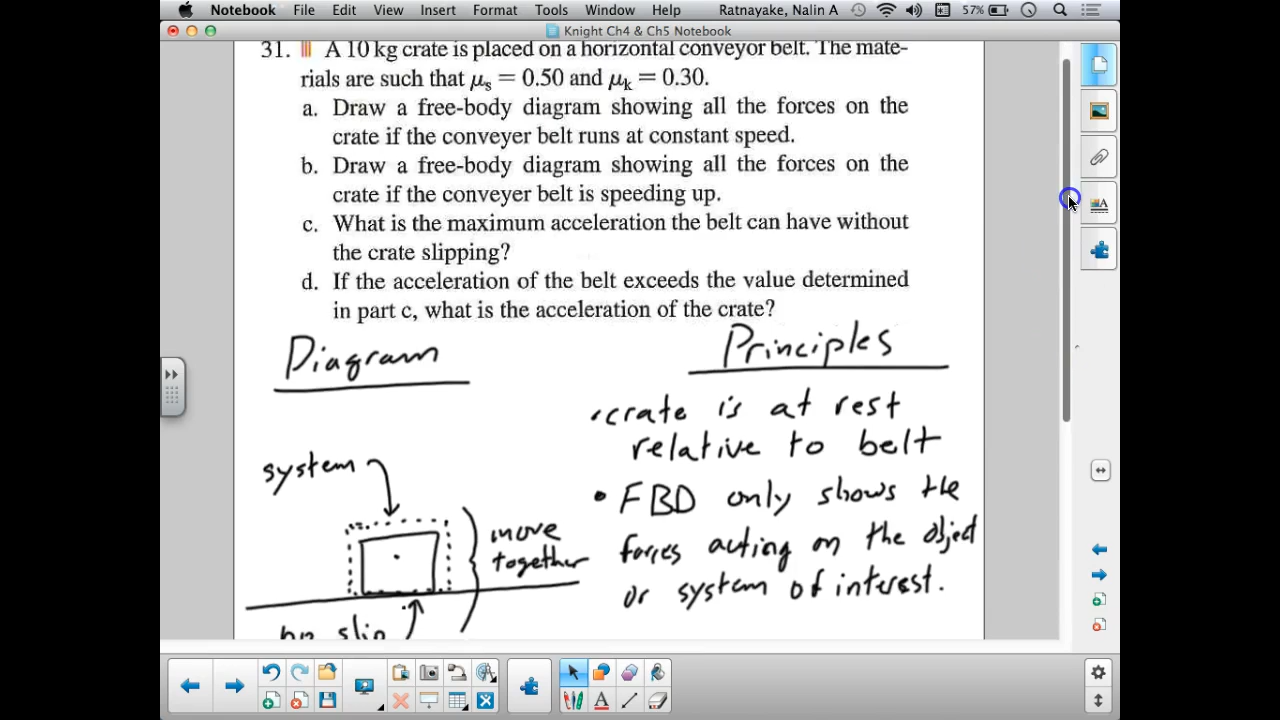 Notebook File Edit View Insert Format Tools Window Help Ratnayake, Nalin A 57%
Knight Ch4 & Ch5 Notebook
31. A 10 kg crate is placed on a horizontal conveyor belt. The mate-
rials are such that μs = 0.50 and μk = 0.30.
a. Draw a free-body diagram showing all the forces on the
crate if the conveyer belt runs at constant speed.
b. Draw a free-body diagram showing all the forces on the
crate if the conveyer belt is speeding up.
c. What is the maximum acceleration the belt can have without
the crate slipping?
d. If the acceleration of the belt exceeds the value determined
in part c, what is the acceleration of the crate?
Diagram
system
move
together
no slip
Principles
• crate is at rest
relative to belt
• FBD only shows the
forces acting on the object
or system of interest.